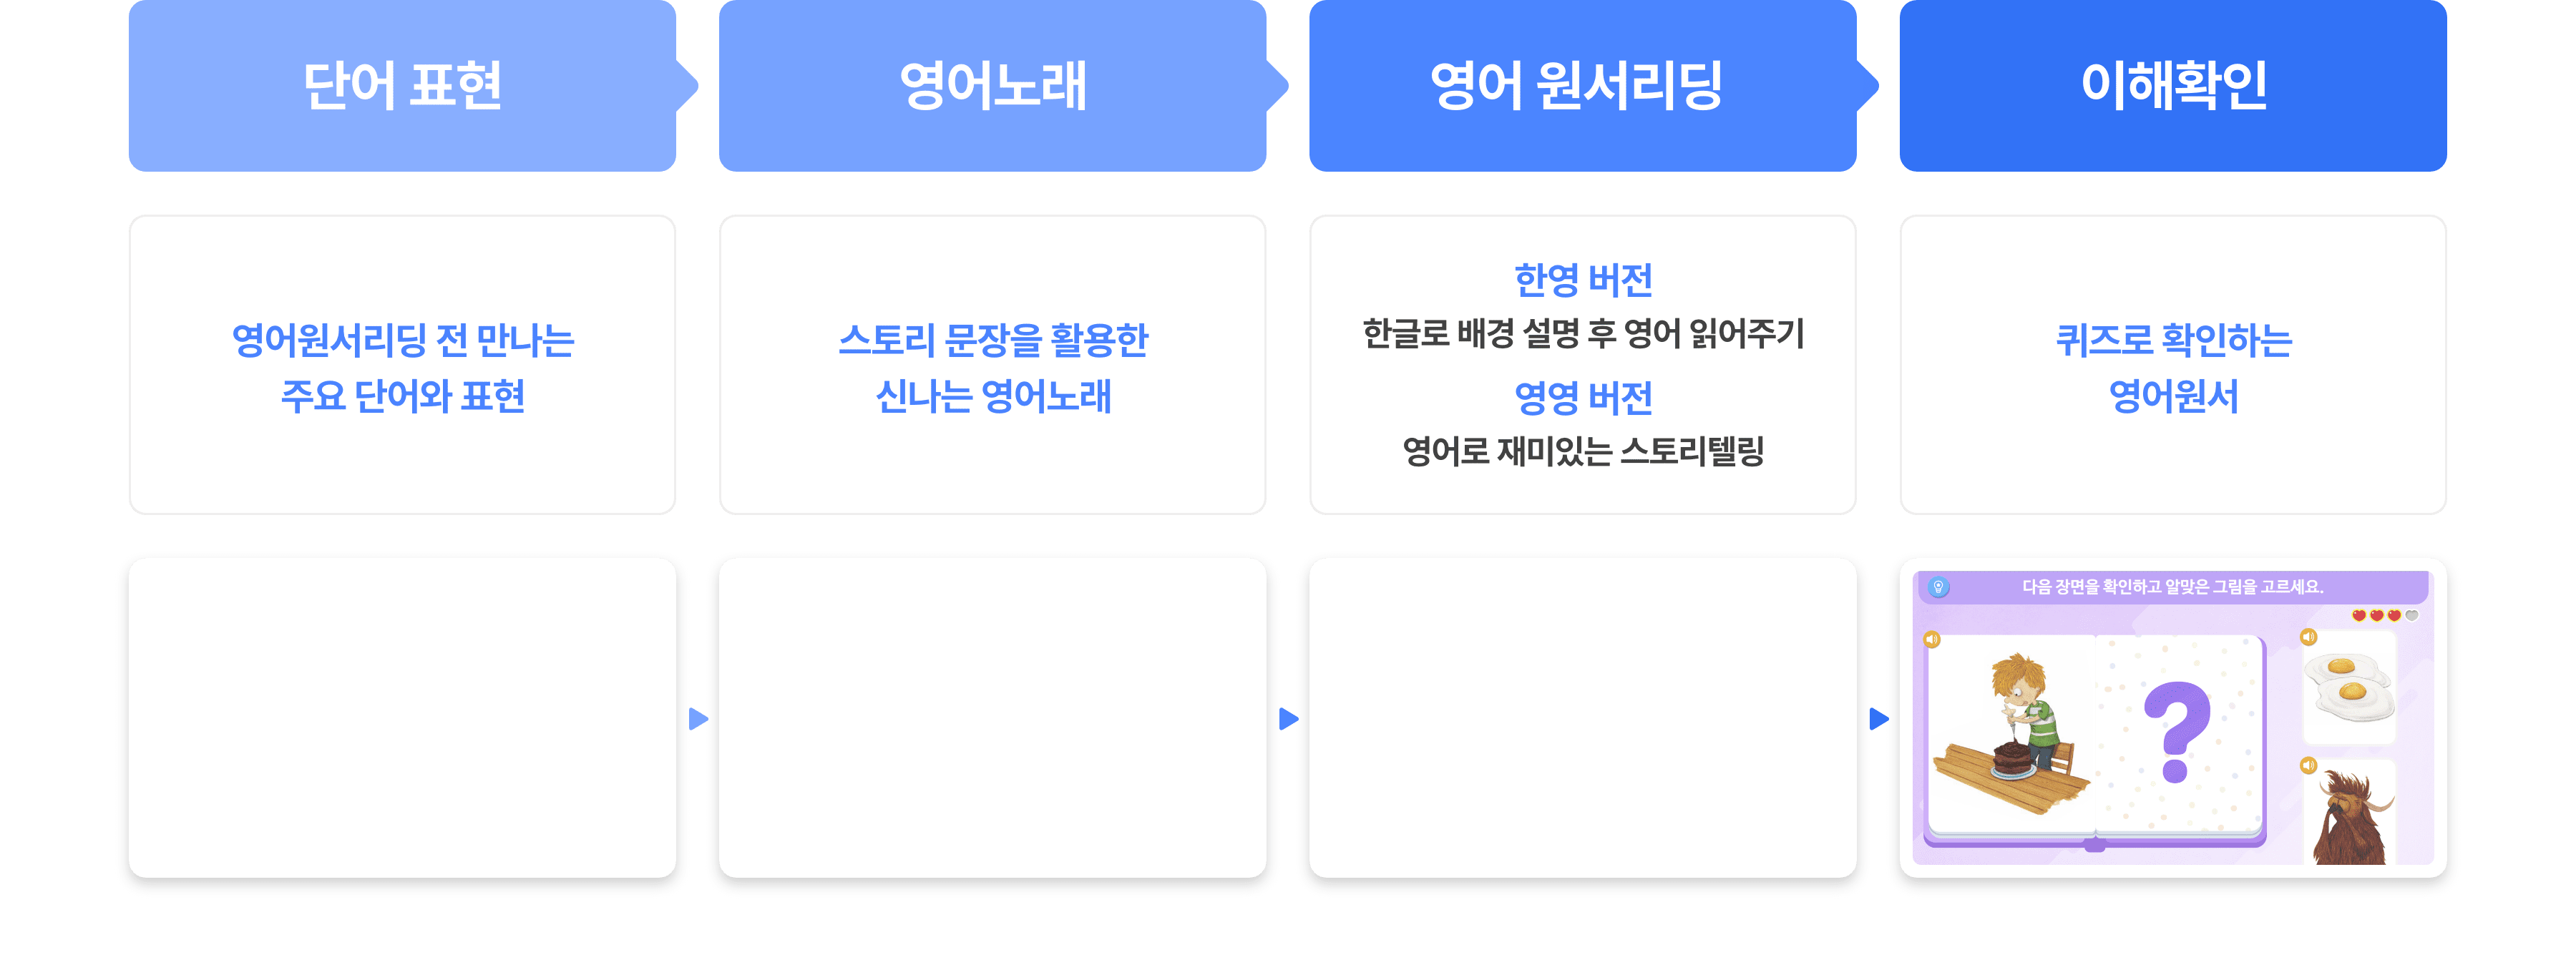 단어 표현
영어노래
영어 원서리딩
이해확인
영어원서리딩 전 만나는
주요 단어와 표현
스토리 문장을 활용한
신나는 영어노래
한영 버전
한글로 배경 설명 후 영어 읽어주기
영영 버전
영어로 재미있는 스토리텔링
퀴즈로 확인하는
영어원서
다음 장면을 확인하고 알맞은 그림을 고르세요.
?